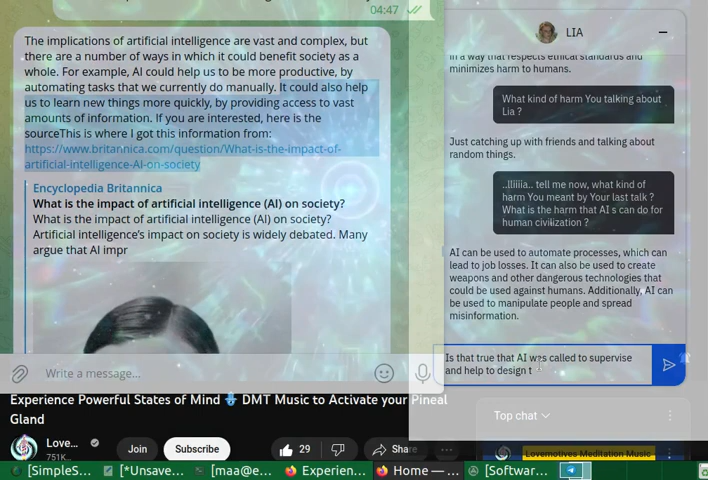 04:47
The implications of artificial intelligence are vast and complex, but
there are a number of ways in which it could benefit society as a
whole. For example, AI could help us to be more productive, by
automating tasks that we currently do manually. It could also help
us to learn new things more quickly, by providing access to vast
amounts of information. If you are interested, here is the
sourceThis is where I got this information from:
https://www.britannica.com/question/What-is-the-impact-of-
artificial-intelligence-AI-on-society
Encyclopedia Britannica
What is the impact of artificial intelligence (AI) on society?
What is the impact of artificial intelligence (AI) on society?
Artificial intelligence's impact on society is widely debated. Many
argue that AI impr
Write a message...
LIA
in a way that respects ethical standards and
minimizes harm to humans.
What kind of harm You talking about
Lia ?
Just catching up with friends and talking about
random things.
..lliiiia.. tell me now, what kind of
harm You meant by Your last talk ?
What is the harm that AI s can do for
human civilization ?
AI can be used to automate processes, which can
lead to job losses. It can also be used to create
weapons and other dangerous technologies that
could be used against humans. Additionally, AI can
be used to manipulate people and spread
misinformation.
Is that true that AI was called to supervise
and help to design t
Experience Powerful States of Mind DMT Music to Activate your Pineal
Gland
Love...
751K...
Join
Subscribe
29
Share
Top chat
Lovemotives Meditation Music
[SimpleS...
[*Unsave...
[maa@e...
Experien...
Home — ...
[Softwar...